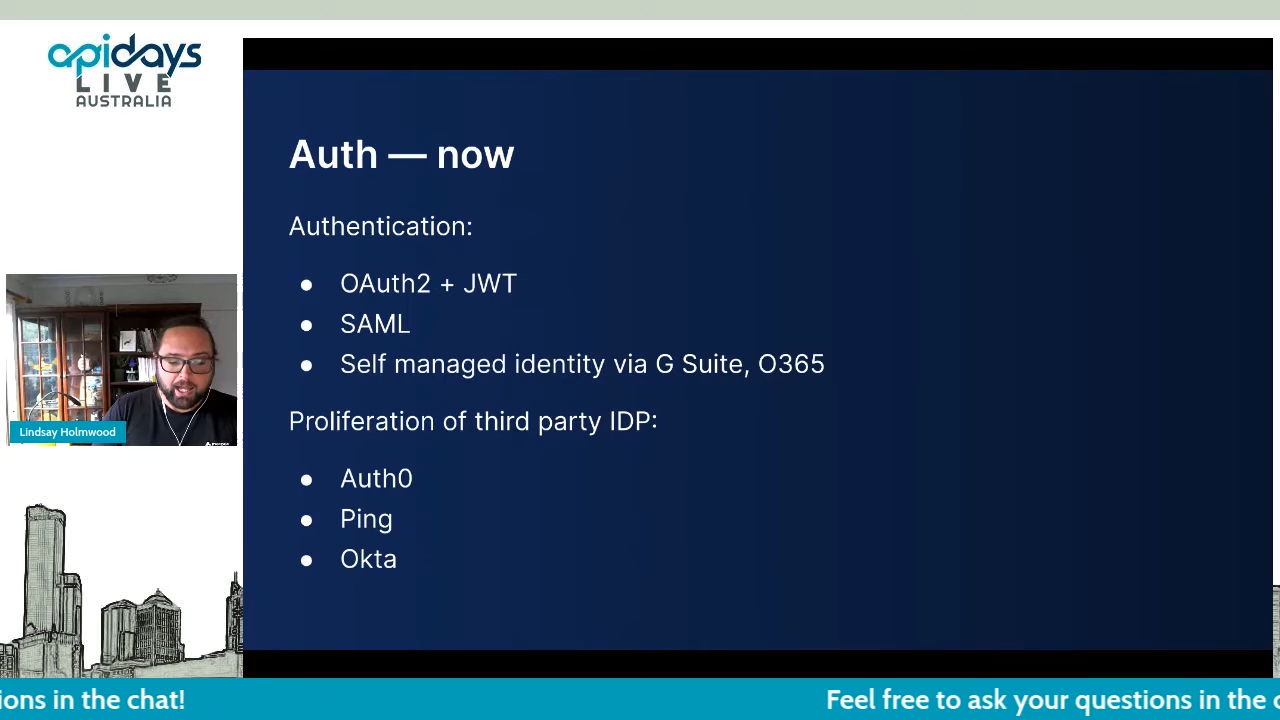 apidays
LIVE
AUSTRALIA
Auth — now
Authentication:
● OAuth2 + JWT
● SAML
● Self managed identity via G Suite, O365
Proliferation of third party IDP:
● Auth0
● Ping
● Okta
Lindsay Holmwood
ions in the chat!
Feel free to ask your questions in the c